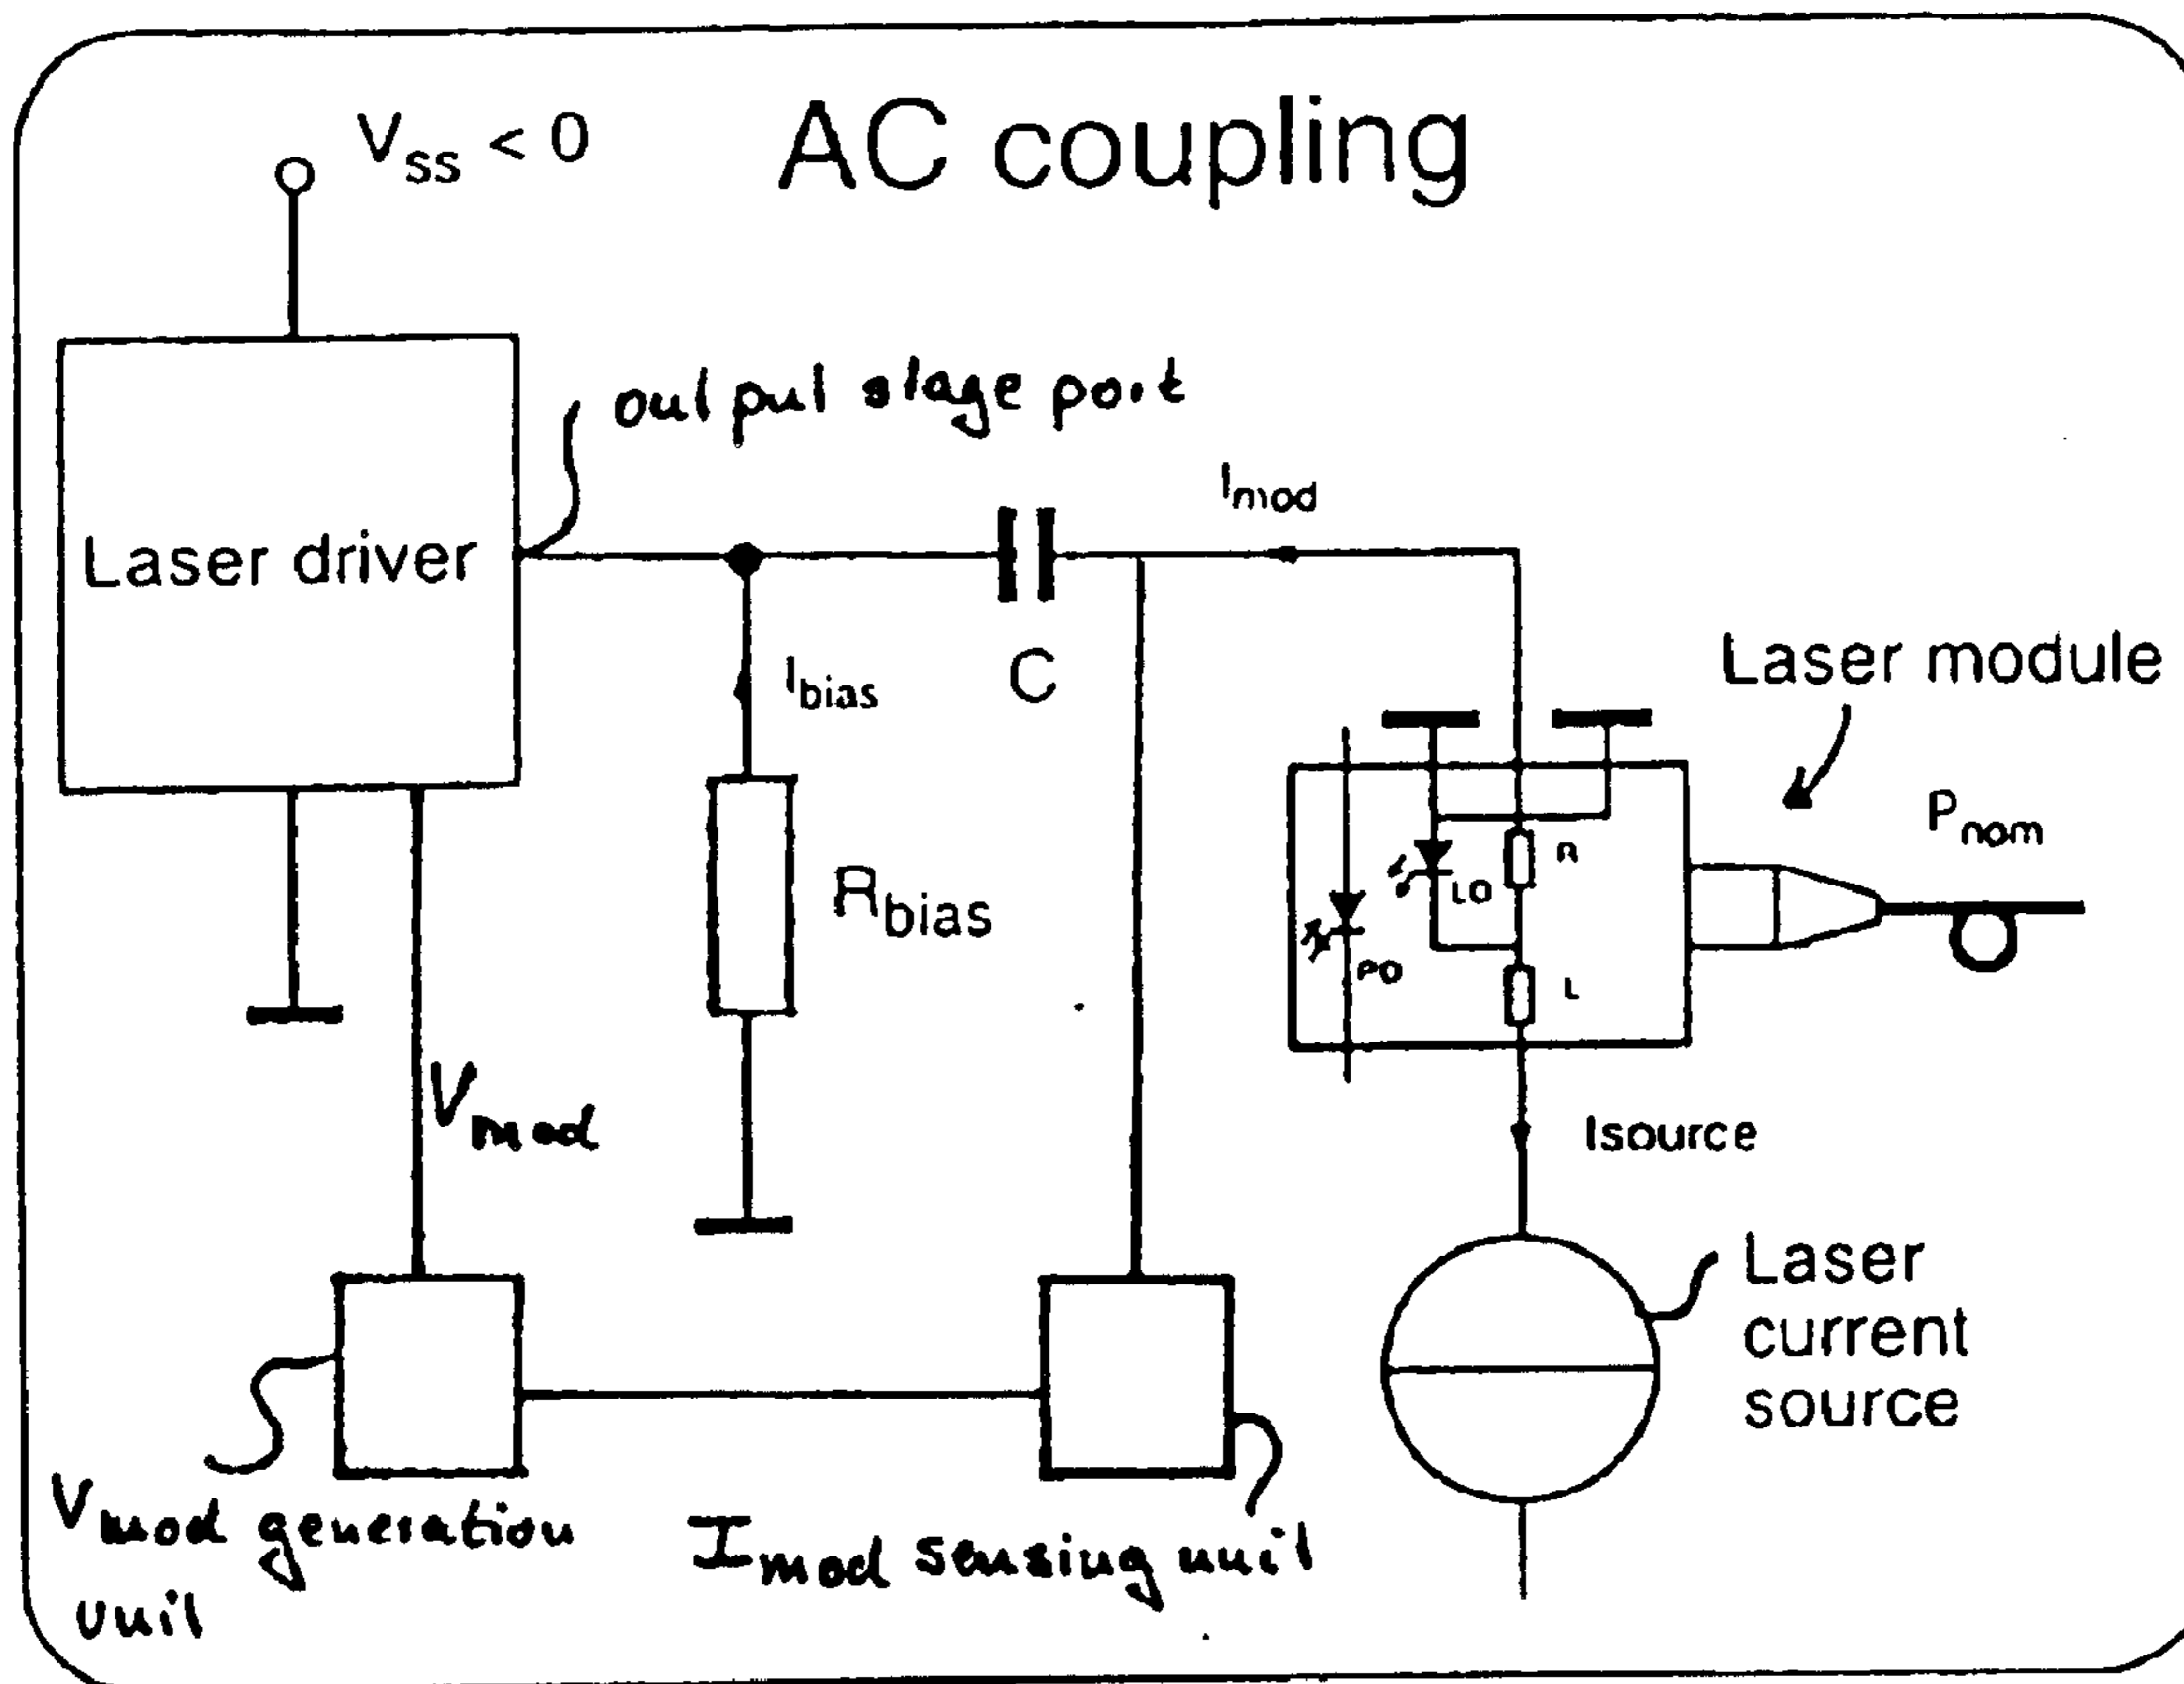 V_SS < 0
AC coupling
output stage port
I_mod
Laser driver
I_bias
C
Laser module
P_nom
R
LD
R_bias
PD
L
V_mod
Isource
Laser
current
source
V_mod generation
unit
I_mod sensing unit